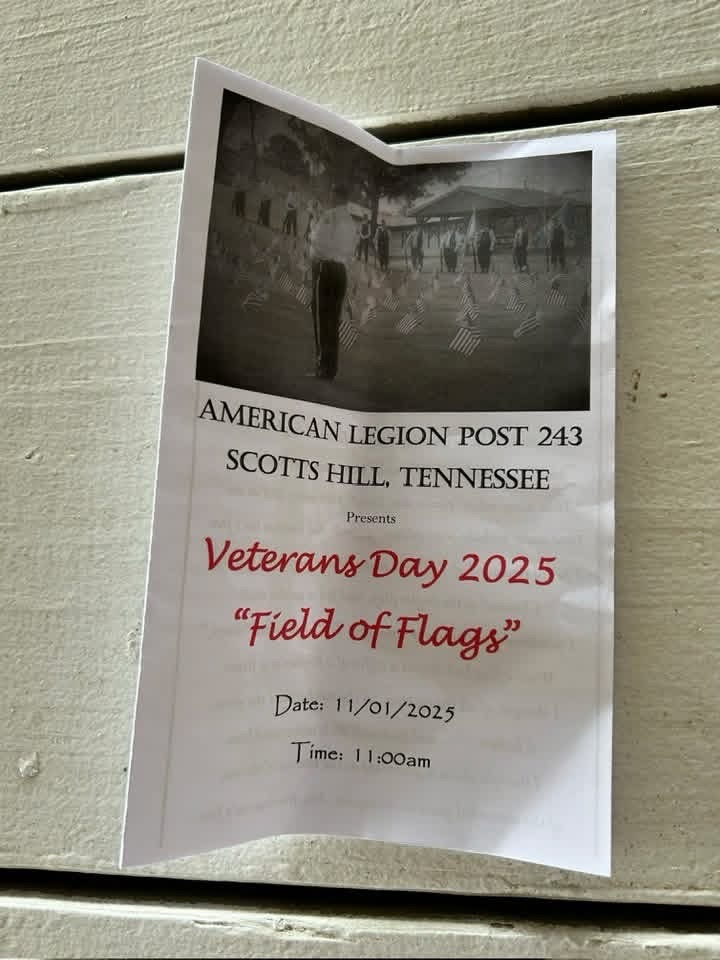 AMERICAN LEGION POST 243
SCOTTS HILL, TENNESSEE
Presents
Veterans Day 2025
“Field of Flags”
Date: 11/01/2025
Time: 11:00am